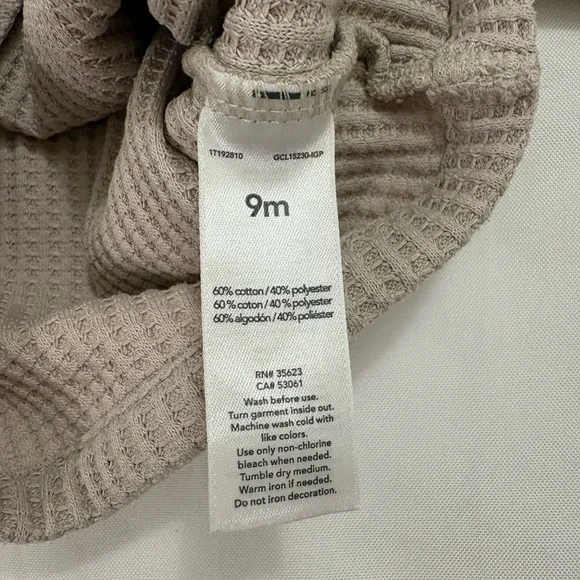 1T192810 GCL15230-IGP
9m
60% cotton / 40% polyester
60% coton / 40 % polyester
60% algodón / 40% poliéster
RN# 35623
CA# 53061
Wash before use.
Turn garment inside out.
Machine wash cold with
like colors.
Use only non-chlorine
bleach when needed.
Tumble dry medium.
Warm iron if needed.
Do not iron decoration.